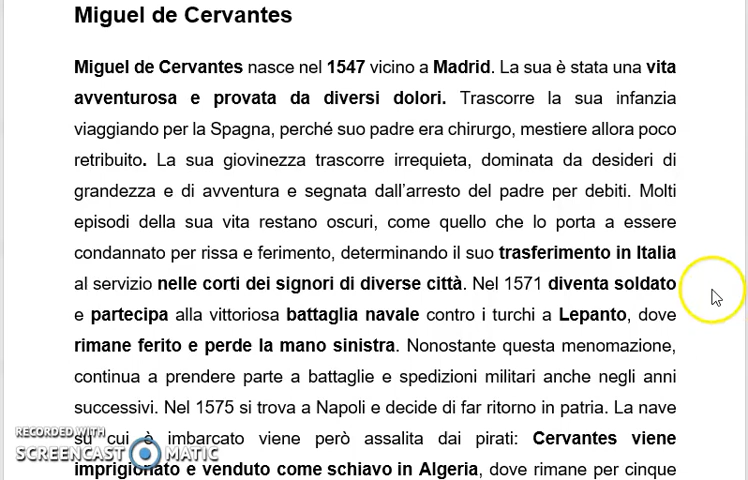 Miguel de Cervantes
Miguel de Cervantes nasce nel 1547 vicino a Madrid. La sua è stata una vita
avventurosa e provata da diversi dolori. Trascorre la sua infanzia
viaggiando per la Spagna, perché suo padre era chirurgo, mestiere allora poco
retribuito. La sua giovinezza trascorre irrequieta, dominata da desideri di
grandezza e di avventura e segnata dall'arresto del padre per debiti. Molti
episodi della sua vita restano oscuri, come quello che lo porta a essere
condannato per rissa e ferimento, determinando il suo trasferimento in Italia
al servizio nelle corti dei signori di diverse città. Nel 1571 diventa soldato
e partecipa alla vittoriosa battaglia navale contro i turchi a Lepanto, dove
rimane ferito e perde la mano sinistra. Nonostante questa menomazione,
continua a prendere parte a battaglie e spedizioni militari anche negli anni
successivi. Nel 1575 si trova a Napoli e decide di far ritorno in patria. La nave
su cui è imbarcato viene però assalita dai pirati: Cervantes viene
imprigionato e venduto come schiavo in Algeria, dove rimane per cinque
RECORDED WITH
SCREENCAST MATIC